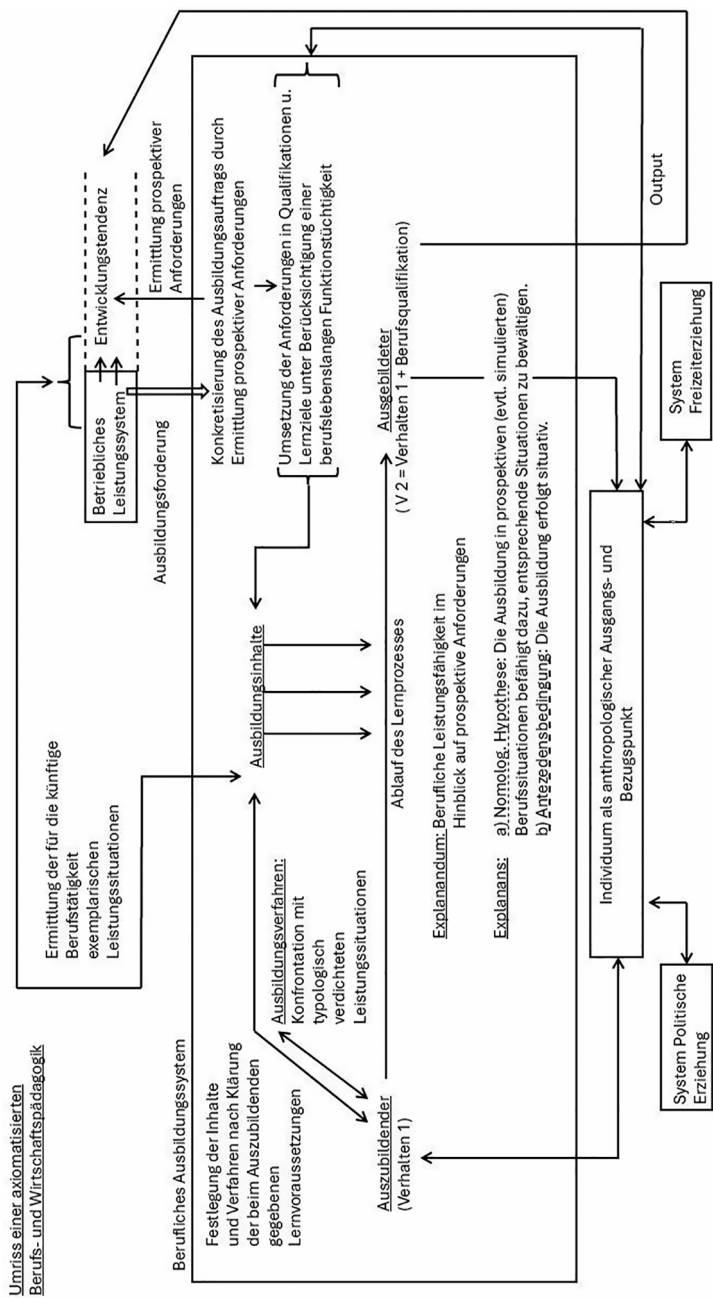 Umriss einer axiomatisierten
Berufs- und Wirtschaftspädagogik
Ermittlung der für die künftige
Berufstätigkeit
exemplarischen
Leistungssituationen
Betriebliches
Leistungssystem
Entwicklungstendenz
Ausbildungsforderung
Ermittlung prospektiver
Anforderungen
Berufliches Ausbildungssystem
Konkretisierung des Ausbildungsauftrags durch
Ermittlung prospektiver Anforderungen
Festlegung der Inhalte
und Verfahren nach Klärung
der beim Auszubildenden
gegebenen
Lernvoraussetzungen
Ausbildungsverfahren:
Konfrontation mit
typologisch
verdichteten
Leistungssituationen
Ausbildungsinhalte
Umsetzung der Anforderungen in Qualifikationen u.
Lernziele unter Berücksichtigung einer
berufslebenslangen Funktionstüchtigkeit
Auszubildender
(Verhalten 1)
Ablauf des Lernprozesses
Ausgebildeter
( V 2 = Verhalten 1 + Berufsqualifikation)
Explanandum: Berufliche Leistungsfähigkeit im
Hinblick auf prospektive Anforderungen
Explanans:
a) Nomolog. Hypothese: Die Ausbildung in prospektiven (evtl. simulierten)
Berufssituationen befähigt dazu, entsprechende Situationen zu bewältigen.
b) Antezedensbedingung: Die Ausbildung erfolgt situativ.
Output
Individuum als anthropologischer Ausgangs- und
Bezugspunkt
System Politische
Erziehung
System
Freizeiterziehung